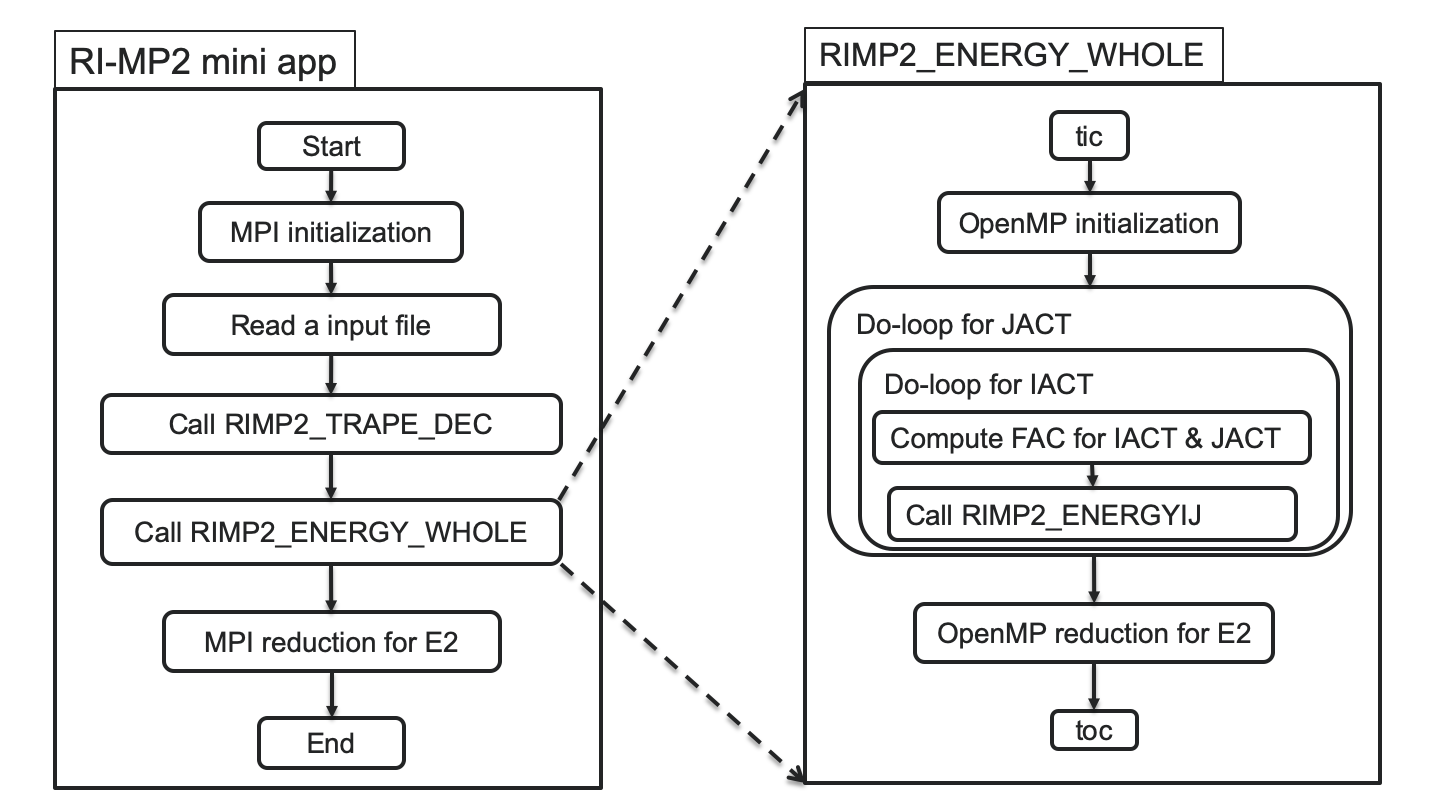 RI-MP2 mini app
Start
MPI initialization
Read a input file
Call RIMP2_TRAPE_DEC
Call RIMP2_ENERGY_WHOLE
MPI reduction for E2
End
RIMP2_ENERGY_WHOLE
tic
OpenMP initialization
Do-loop for JACT
Do-loop for IACT
Compute FAC for IACT & JACT
Call RIMP2_ENERGYIJ
OpenMP reduction for E2
toc